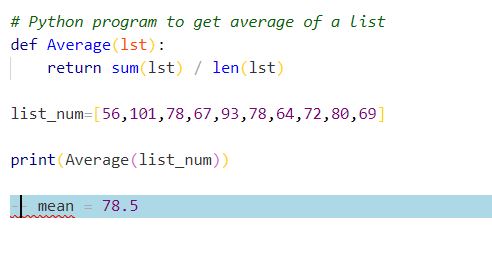 # Python program to get average of a list
def Average(lst):
    return sum(lst) / len(lst)
list_num=[56,101,78,67,93,78,64,72,80,69]
print(Average(list_num))
-- mean = 78.5